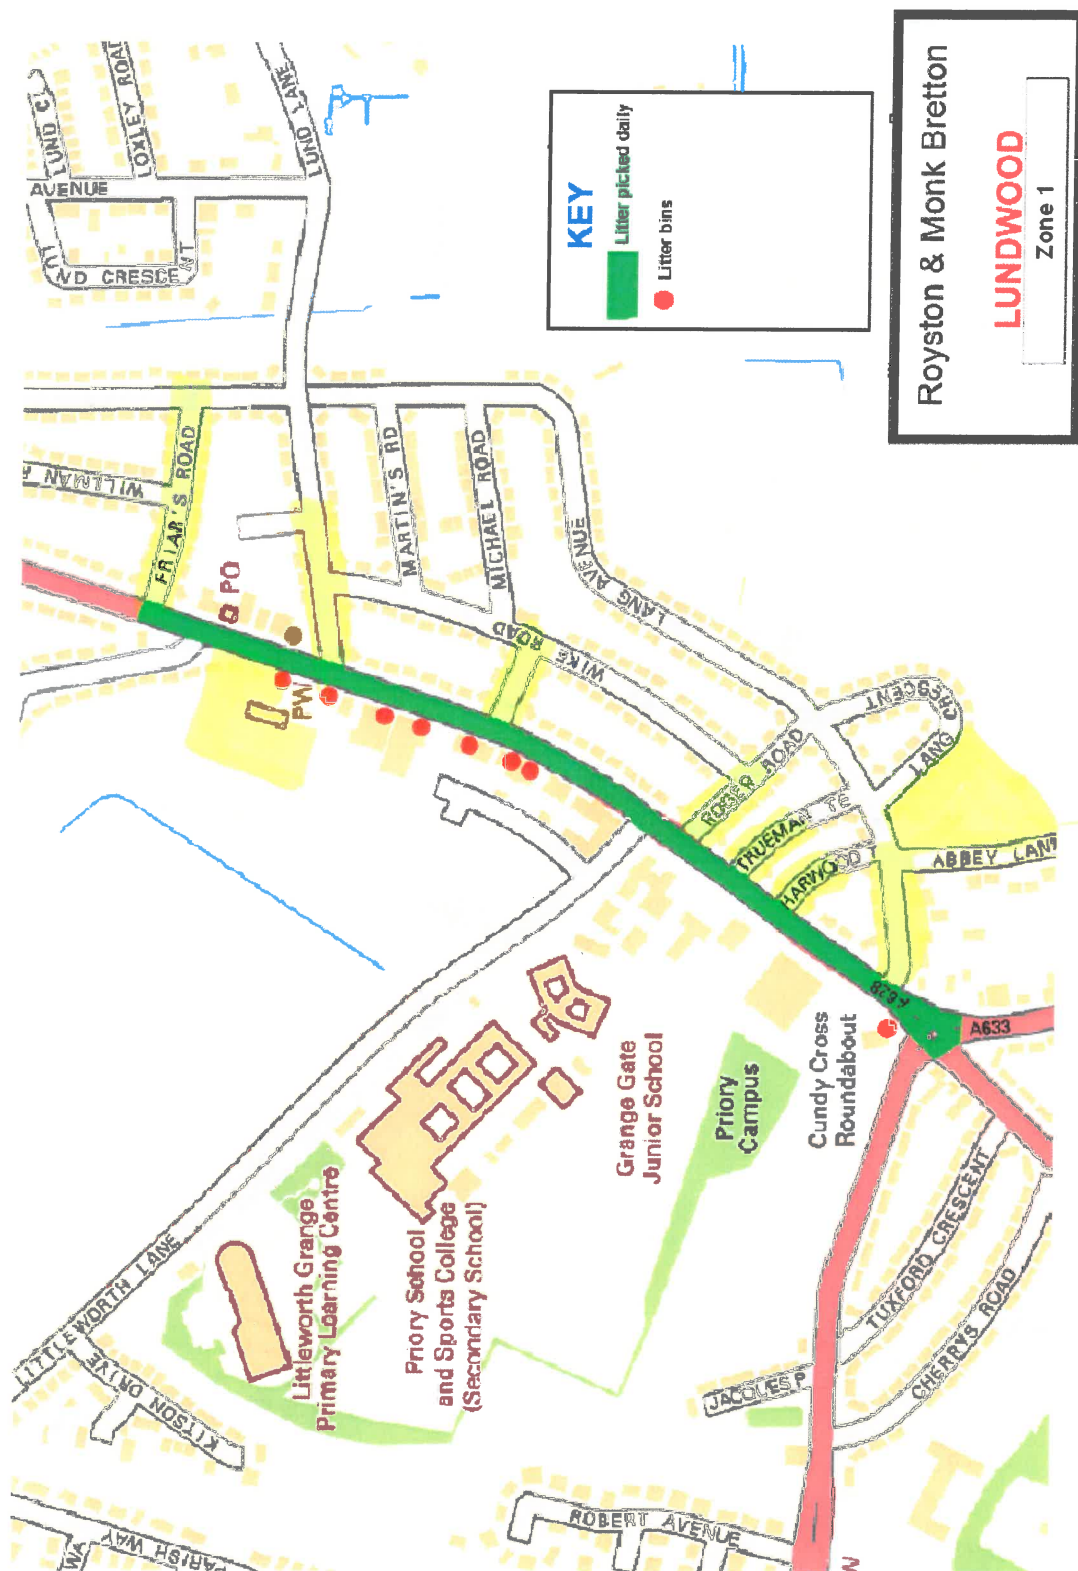 LUND C
LOXLEY ROAD
AVENUE
LUND LANE
LUND CRESCENT
WILLMAN R
FRIAR'S ROAD
PO
PW
MARTIN'S RD
MICHAEL ROAD
WIKE ROAD
LANG AVENUE
ROGER ROAD
TRUEMAN TE
HARWOOD T
LANG CRESCENT
ABBEY LANE
A628
A633
Cundy Cross
Roundabout
Priory
Campus
Grange Gate
Junior School
Priory School
and Sports College
(Secondary School)
Littleworth Grange
Primary Learning Centre
LITTLEWORTH LANE
KITSON DRIVE
PARISH WAY
WA
ROBERT AVENUE
JACQUES P
TUXFORD CRESCENT
CHERRYS ROAD
KEY
Litter picked daily
Litter bins
Royston & Monk Bretton
LUNDWOOD
Zone 1